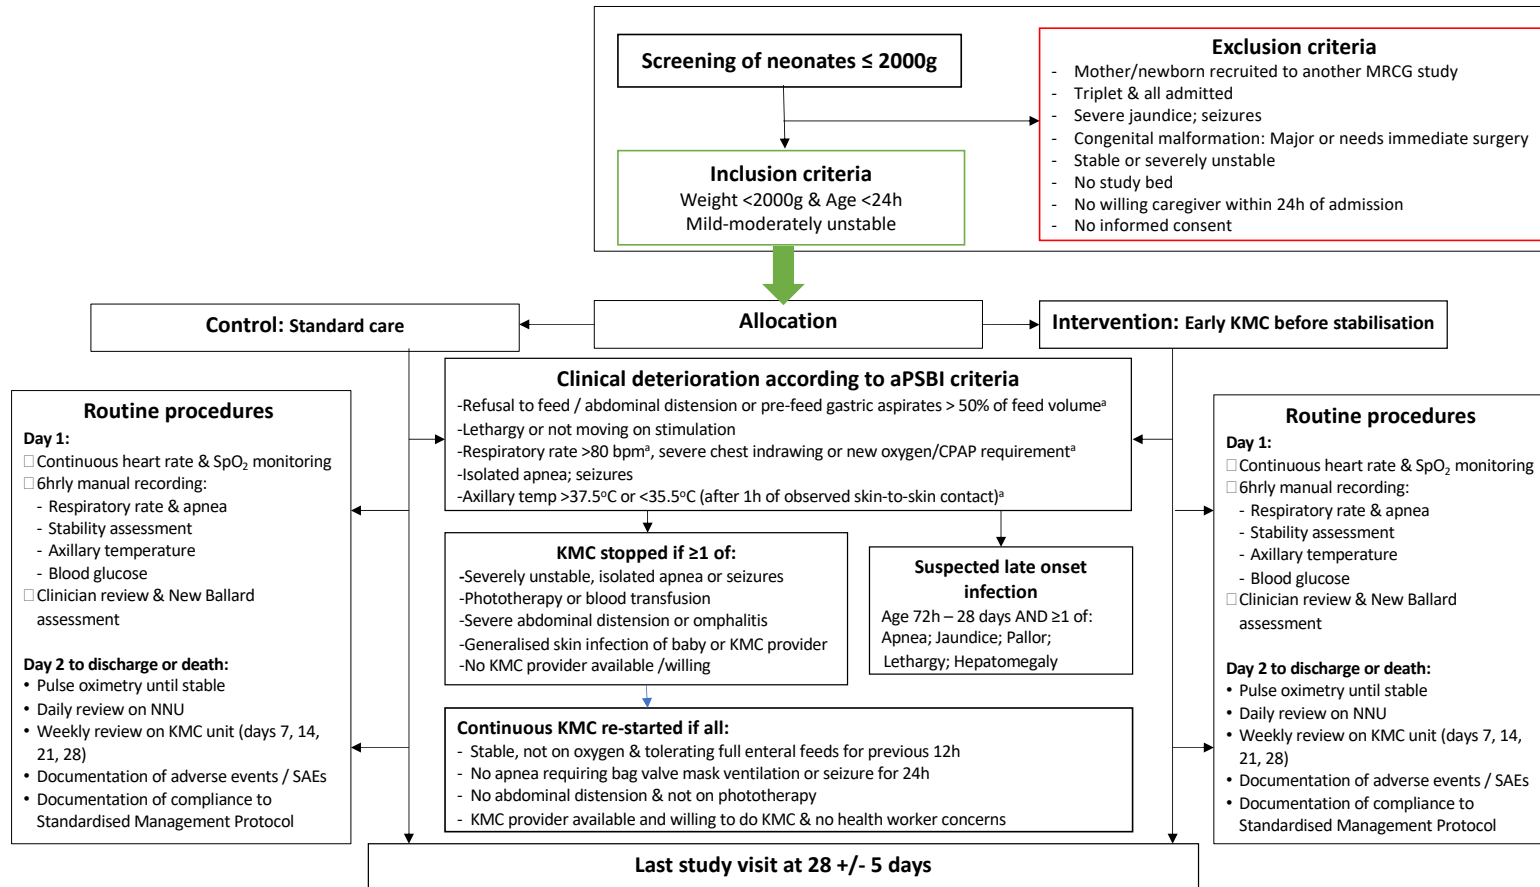 Screening of neonates ≤ 2000g
Exclusion criteria
- Mother/newborn recruited to another MRCG study
- Triplet & all admitted
- Severe jaundice; seizures
- Congenital malformation: Major or needs immediate surgery
- Stable or severely unstable
- No study bed
- No willing caregiver within 24h of admission
- No informed consent
Inclusion criteria
Weight <2000g & Age <24h
Mild-moderately unstable
Control: Standard care
Allocation
Intervention: Early KMC before stabilisation
Routine procedures
Day 1:
□ Continuous heart rate & SpO₂ monitoring
□ 6hrly manual recording:
- Respiratory rate & apnea
- Stability assessment
- Axillary temperature
- Blood glucose
□ Clinician review & New Ballard
assessment
Day 2 to discharge or death:
• Pulse oximetry until stable
• Daily review on NNU
• Weekly review on KMC unit (days 7, 14,
21, 28)
• Documentation of adverse events / SAEs
• Documentation of compliance to
Standardised Management Protocol
Clinical deterioration according to aPSBI criteria
-Refusal to feed / abdominal distension or pre-feed gastric aspirates > 50% of feed volumeᵃ
-Lethargy or not moving on stimulation
-Respiratory rate >80 bpmᵃ, severe chest indrawing or new oxygen/CPAP requirementᵃ
-Isolated apnea; seizures
-Axillary temp >37.5ᵒC or <35.5ᵒC (after 1h of observed skin-to-skin contact)ᵃ
KMC stopped if ≥1 of:
-Severely unstable, isolated apnea or seizures
-Phototherapy or blood transfusion
-Severe abdominal distension or omphalitis
-Generalised skin infection of baby or KMC provider
-No KMC provider available /willing
Suspected late onset
infection
Age 72h – 28 days AND ≥1 of:
Apnea; Jaundice; Pallor;
Lethargy; Hepatomegaly
Continuous KMC re-started if all:
- Stable, not on oxygen & tolerating full enteral feeds for previous 12h
- No apnea requiring bag valve mask ventilation or seizure for 24h
- No abdominal distension & not on phototherapy
- KMC provider available and willing to do KMC & no health worker concerns
Routine procedures
Day 1:
□ Continuous heart rate & SpO₂ monitoring
□ 6hrly manual recording:
- Respiratory rate & apnea
- Stability assessment
- Axillary temperature
- Blood glucose
□ Clinician review & New Ballard
assessment
Day 2 to discharge or death:
• Pulse oximetry until stable
• Daily review on NNU
• Weekly review on KMC unit (days 7, 14,
21, 28)
• Documentation of adverse events / SAEs
• Documentation of compliance to
Standardised Management Protocol
Last study visit at 28 +/- 5 days